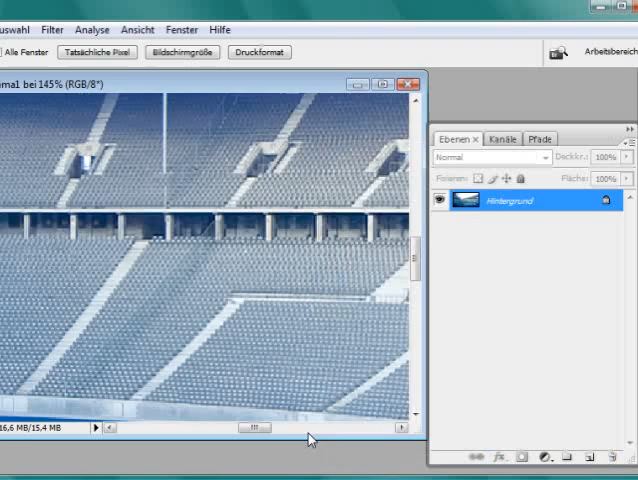 uswahl Filter Analyse Ansicht Fenster Hilfe
Alle Fenster Tatsächliche Pixel Bildschirmgröße Druckformat Arbeitsbereich
ma1 bei 145% (RGB/8*)
Ebenen × Kanäle Pfade
Normal Deckkr.: 100%
Fixieren: Fläche: 100%
Hintergrund
16,6 MB/15,4 MB
fx.